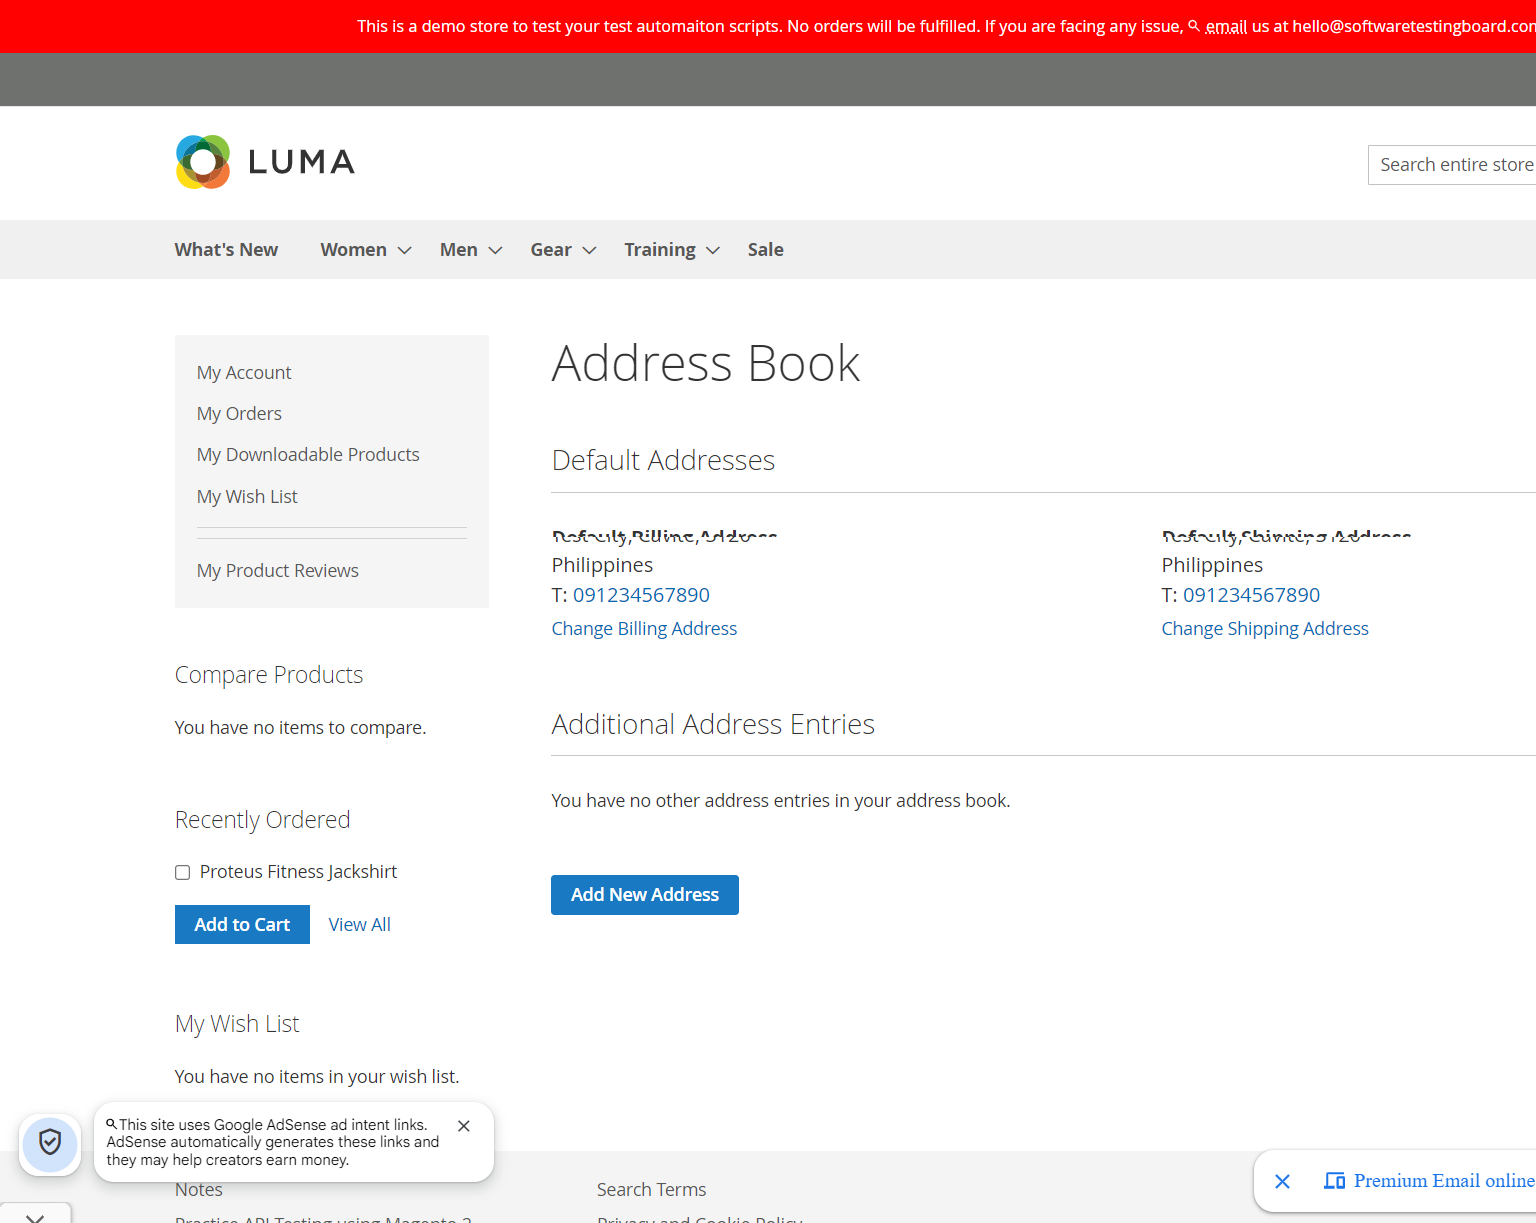 This is a demo store to test your test automaiton scripts. No orders will be fulfilled. If you are facing any issue, email us at hello@softwaretestingboard.com
LUMA
Search entire store
What's New Women Men Gear Training Sale
My Account
My Orders
My Downloadable Products
My Wish List
My Product Reviews
Compare Products
You have no items to compare.
Recently Ordered
Proteus Fitness Jackshirt
Add to Cart View All
My Wish List
You have no items in your wish list.
Address Book
Default Addresses
Default Billing Address
Philippines
T: 091234567890
Change Billing Address
Default Shipping Address
Philippines
T: 091234567890
Change Shipping Address
Additional Address Entries
You have no other address entries in your address book.
Add New Address
This site uses Google AdSense ad intent links.
AdSense automatically generates these links and
they may help creators earn money.
Notes
Practice API Testing using Magento 2
Search Terms
Privacy and Cookie Policy
Premium Email online